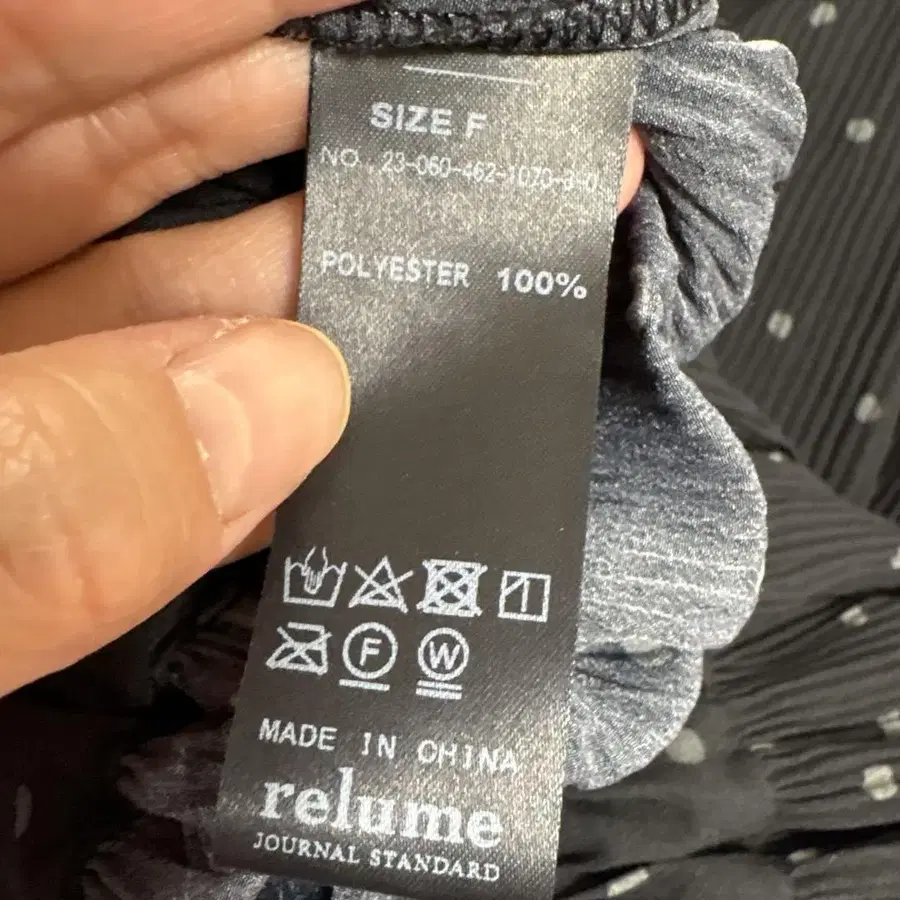 SIZE F
NO. 23-060-462-1070-3-0
POLYESTER 100%
F W
MADE IN CHINA
relume
JOURNAL STANDARD